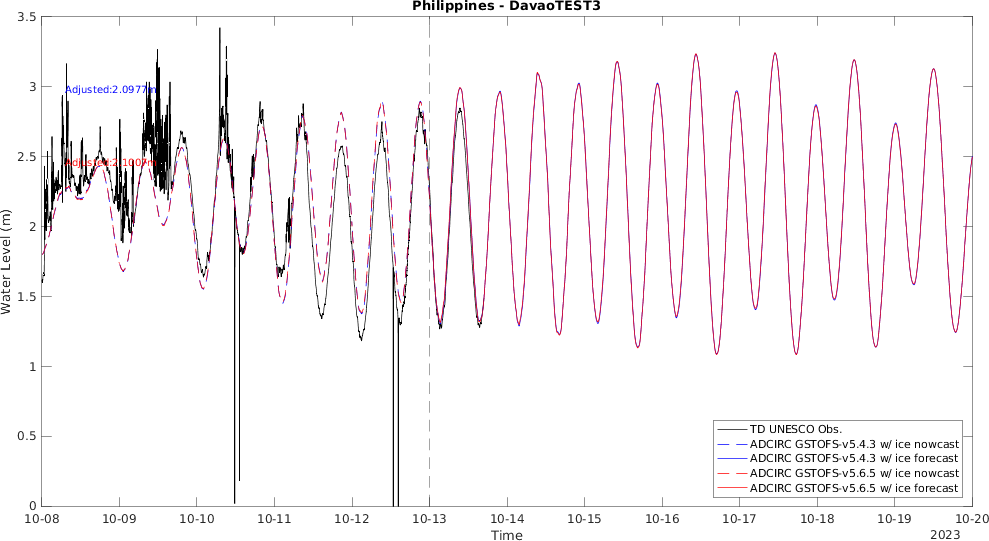 Philippines - DavaoTEST3
Water Level (m)
3.5
3
2.5
2
1.5
1
0.5
0
Adjusted:2.0977m
Adjusted:2.1009m
TD UNESCO Obs.
ADCIRC GSTOFS-v5.4.3 w/ ice nowcast
ADCIRC GSTOFS-v5.4.3 w/ ice forecast
ADCIRC GSTOFS-v5.6.5 w/ ice nowcast
ADCIRC GSTOFS-v5.6.5 w/ ice forecast
10-08 10-09 10-10 10-11 10-12 10-13 10-14 10-15 10-16 10-17 10-18 10-19 10-20
Time
2023